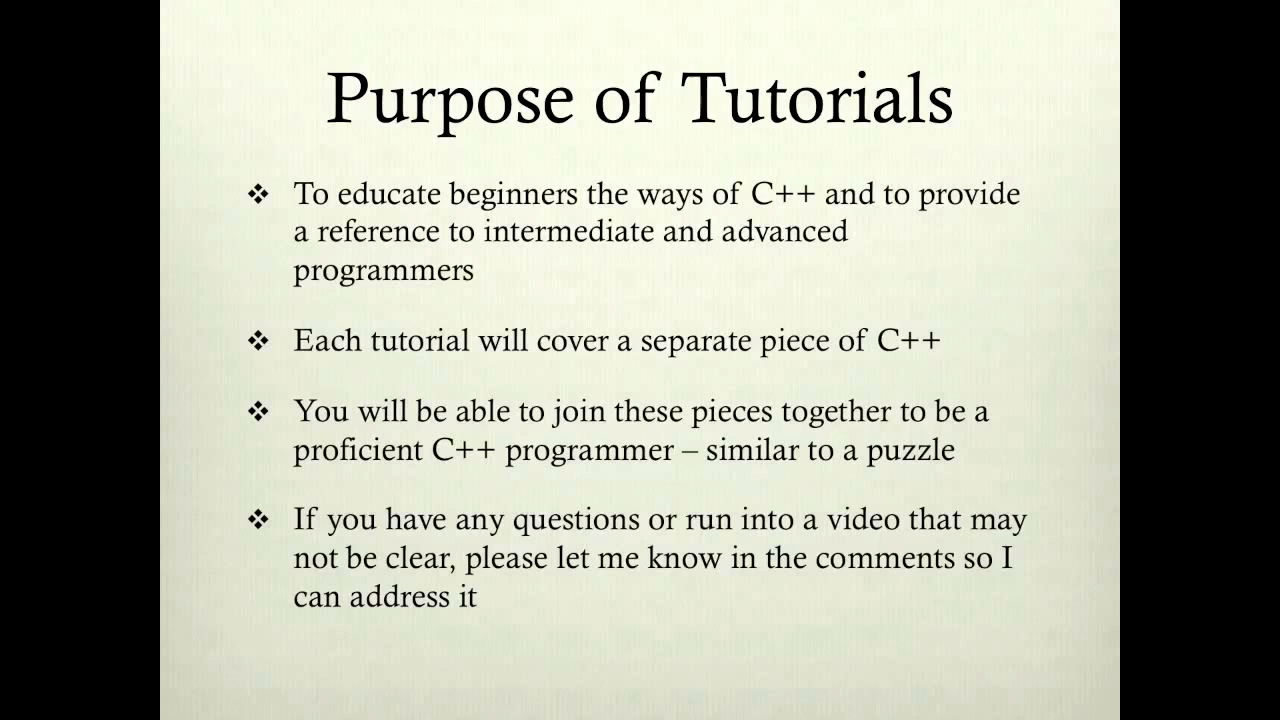 Purpose of Tutorials
❖ To educate beginners the ways of C++ and to provide
a reference to intermediate and advanced
programmers
❖ Each tutorial will cover a separate piece of C++
❖ You will be able to join these pieces together to be a
proficient C++ programmer – similar to a puzzle
❖ If you have any questions or run into a video that may
not be clear, please let me know in the comments so I
can address it